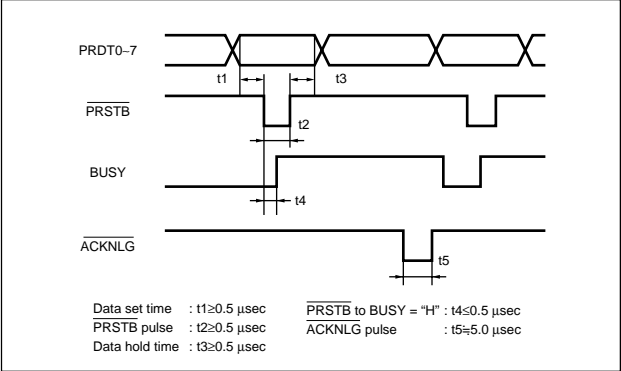 PRDT0~7
t1
t3
PRSTB
t2
BUSY
t4
ACKNLG
t5
Data set time : t1≥0.5 μsec
PRSTB pulse : t2≥0.5 μsec
Data hold time : t3≥0.5 μsec
PRSTB to BUSY = “H” : t4≤0.5 μsec
ACKNLG pulse : t5≒5.0 μsec